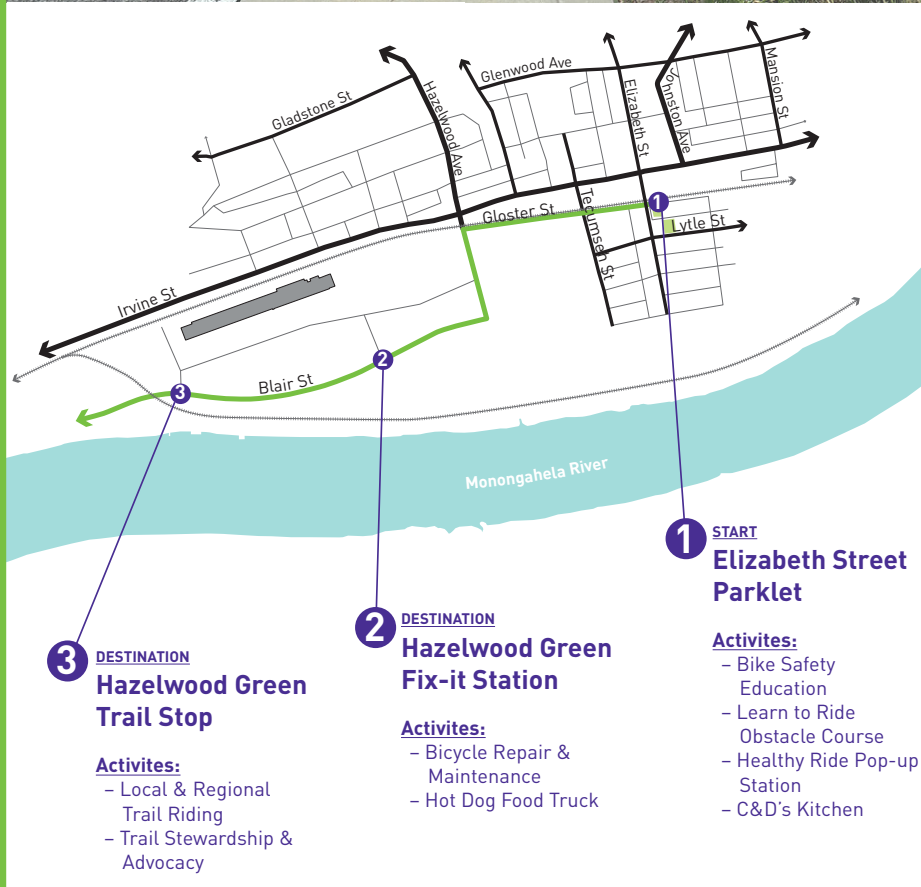 Gladstone St
Hazelwood Ave
Glenwood Ave
Elizabeth St
Johnston Ave
Mansion St
Irvine St
Gloster St
Tecumseh St
1
Lytle St
Blair St
2
3
Monongahela River
1
START
Elizabeth Street
Parklet
Activites:
– Bike Safety
Education
– Learn to Ride
Obstacle Course
– Healthy Ride Pop-up
Station
– C&D's Kitchen
2
DESTINATION
Hazelwood Green
Fix-it Station
Activites:
– Bicycle Repair &
Maintenance
– Hot Dog Food Truck
3
DESTINATION
Hazelwood Green
Trail Stop
Activites:
– Local & Regional
Trail Riding
– Trail Stewardship &
Advocacy